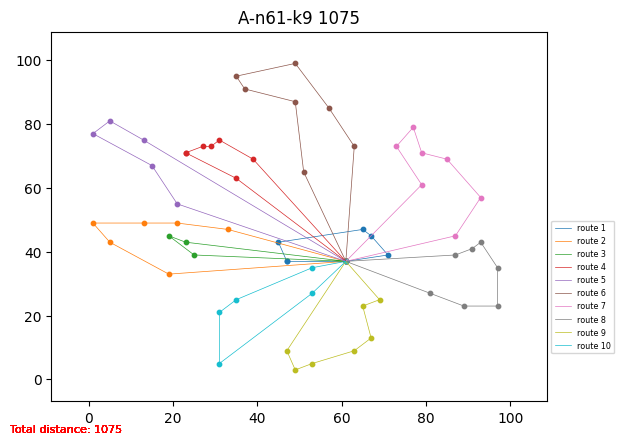 A-n61-k9 1075
100
80
60
40
20
0
0 20 40 60 80 100
route 1
route 2
route 3
route 4
route 5
route 6
route 7
route 8
route 9
route 10
Total distance: 1075